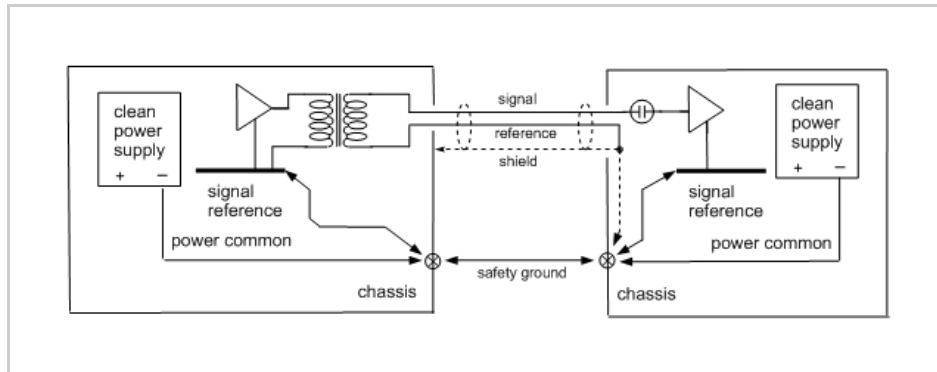 clean
power
supply
+ −
signal
reference
power common
chassis
signal
reference
shield
safety ground
clean
power
supply
+ −
signal
reference
power common
chassis